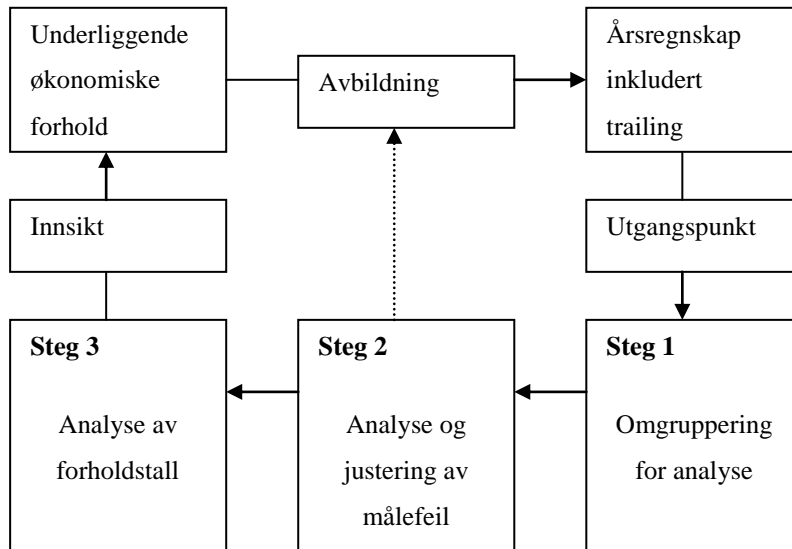 Underliggende
økonomiske
forhold
Avbildning
Årsregnskap
inkludert
trailing
Innsikt
Utgangspunkt
Steg 3
Analyse av
forholdstall
Steg 2
Analyse og
justering av
målefeil
Steg 1
Omgruppering
for analyse